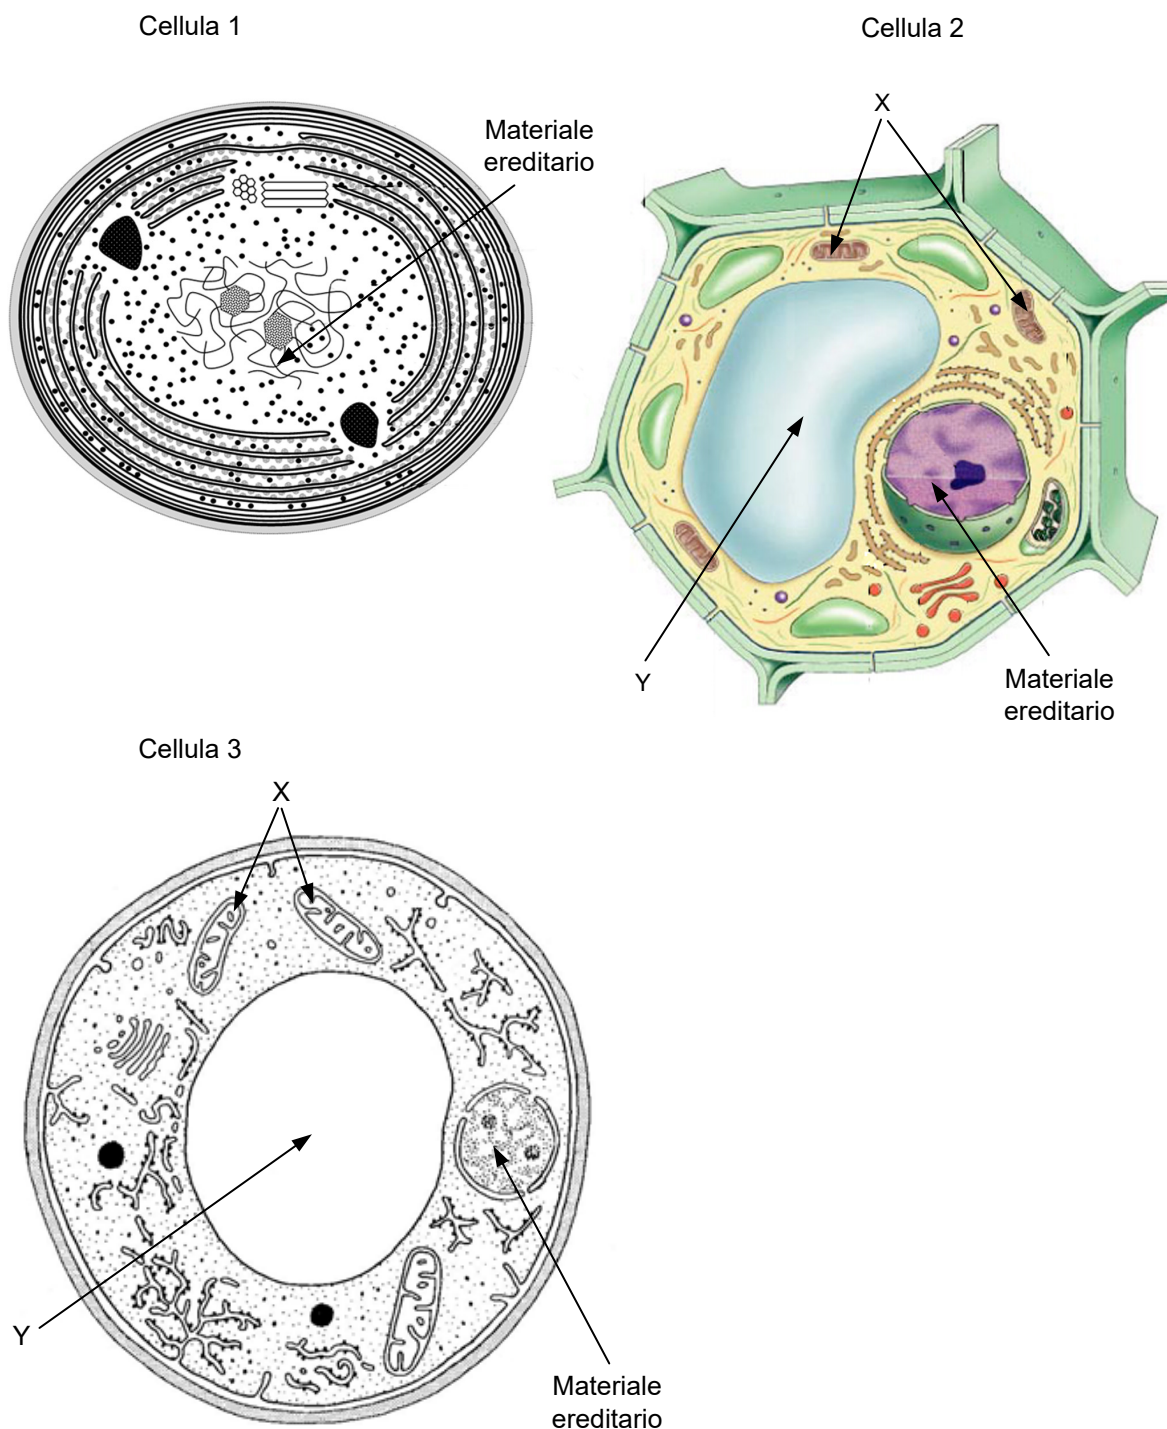 Cellula 1
Materiale
ereditario
Cellula 2
X
Y
Materiale
ereditario
Cellula 3
X
Y
Materiale
ereditario